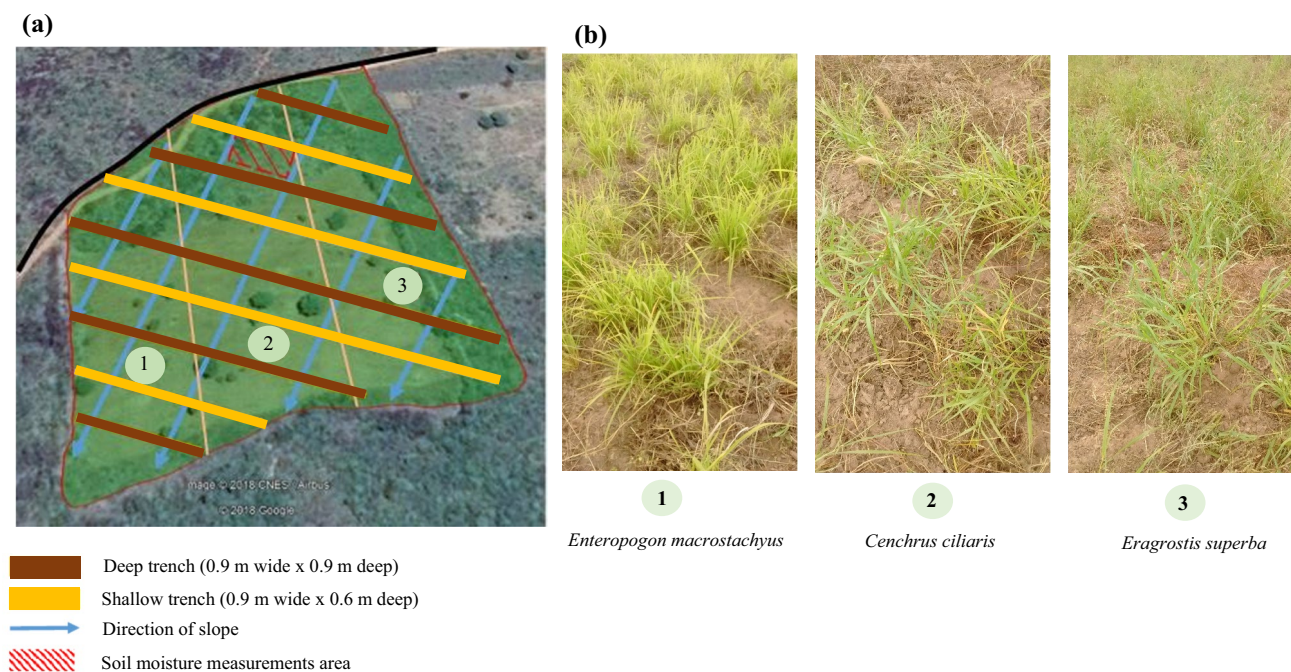 (a)
(b)
3
2
1
mage © 2018 CNES / Airbus
© 2018 Google
1
2
3
Enteropogon macrostachyus
Cenchrus ciliaris
Eragrostis superba
Deep trench (0.9 m wide x 0.9 m deep)
Shallow trench (0.9 m wide x 0.6 m deep)
Direction of slope
Soil moisture measurements area